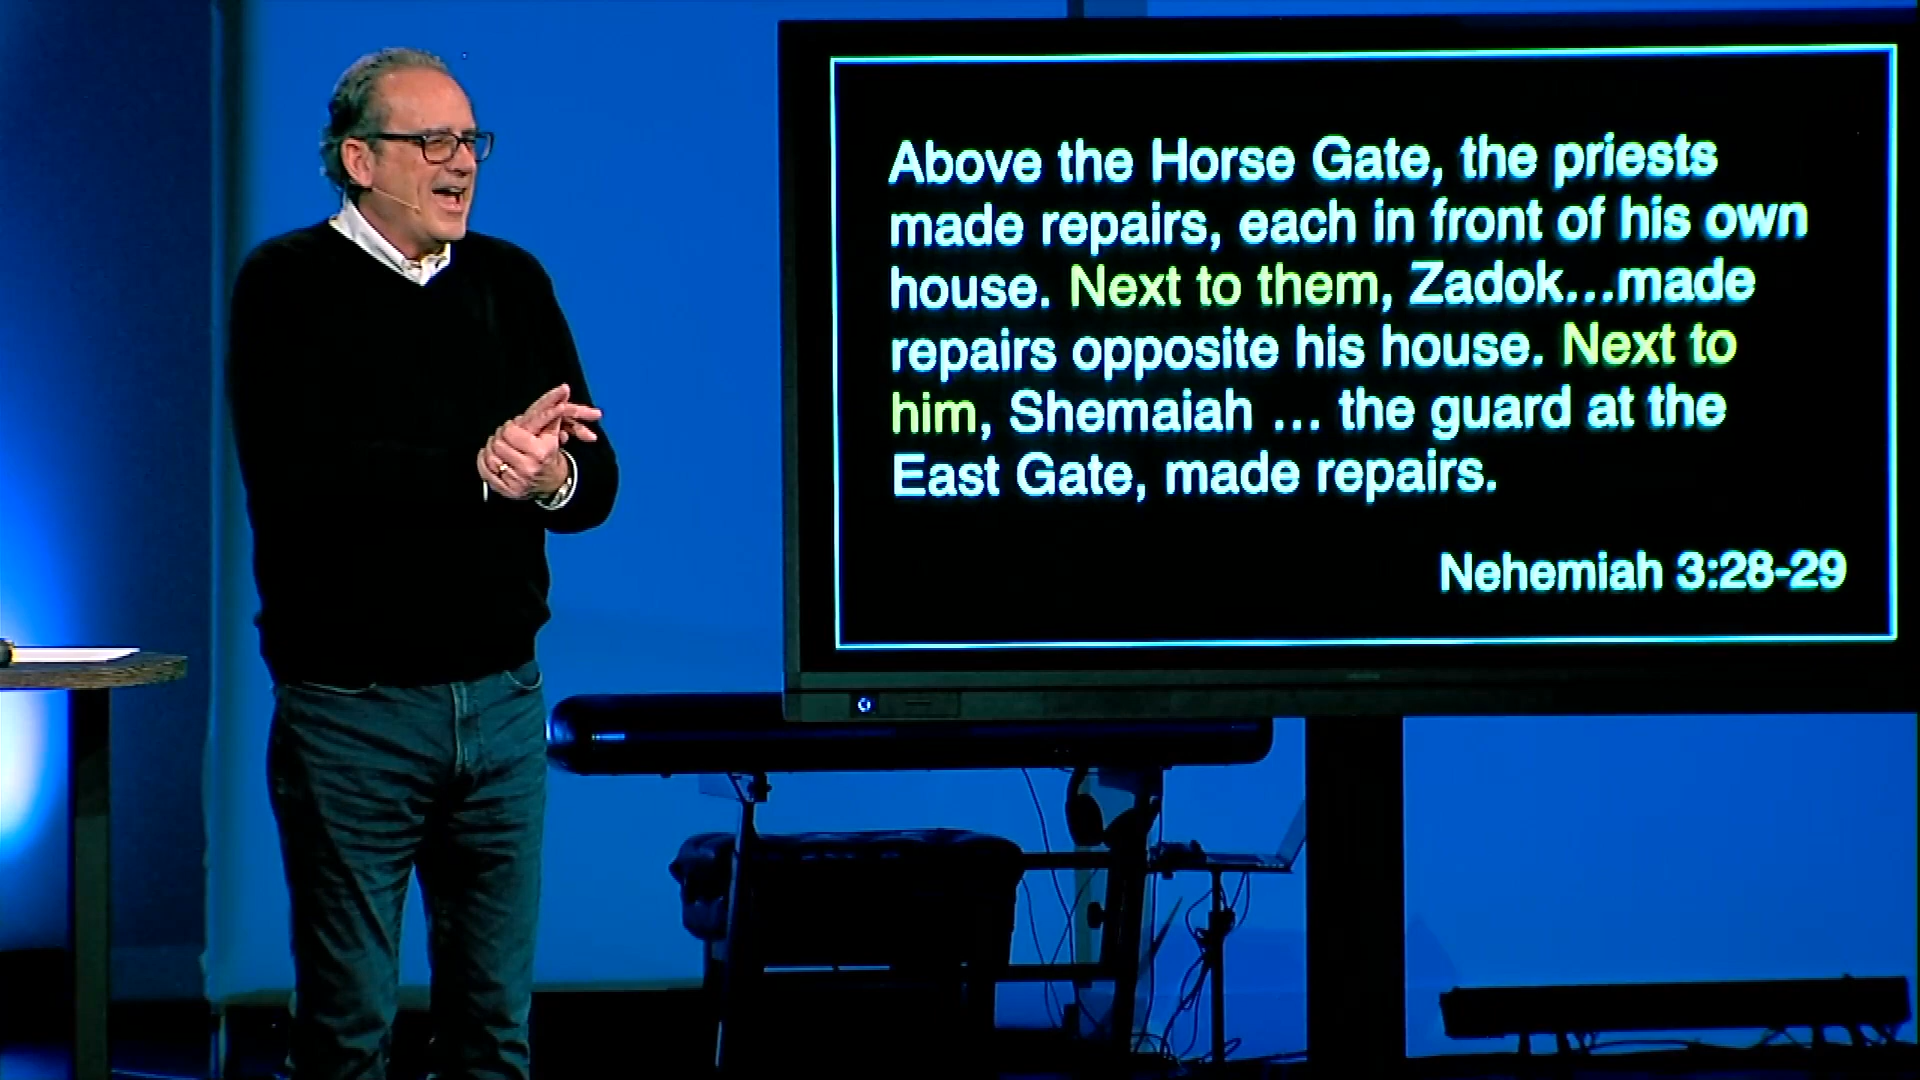 Above the Horse Gate, the priests
made repairs, each in front of his own
house. Next to them, Zadok...made
repairs opposite his house. Next to
him, Shemaiah ... the guard at the
East Gate, made repairs.
Nehemiah 3:28-29